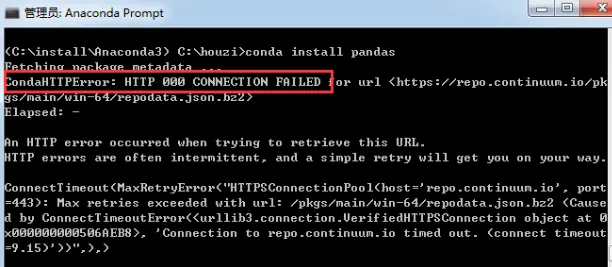 管理员: Anaconda Prompt
(C:\install\Anaconda3) C:\houzi>conda install pandas
Fetching package metadata ...
CondaHTTPError: HTTP 000 CONNECTION FAILED for url <https://repo.continuum.io/pk
gs/main/win-64/repodata.json.bz2>
Elapsed: -
An HTTP error occurred when trying to retrieve this URL.
HTTP errors are often intermittent, and a simple retry will get you on your way.
ConnectTimeout(MaxRetryError("HTTPSConnectionPool(host='repo.continuum.io', port
=443): Max retries exceeded with url: /pkgs/main/win-64/repodata.json.bz2 (Cause
d by ConnectTimeoutError((<urllib3.connection.VerifiedHTTPSConnection object at 0
x000000000506AEB8>, 'Connection to repo.continuum.io timed out. (connect timeout
=9.15)'))",),)